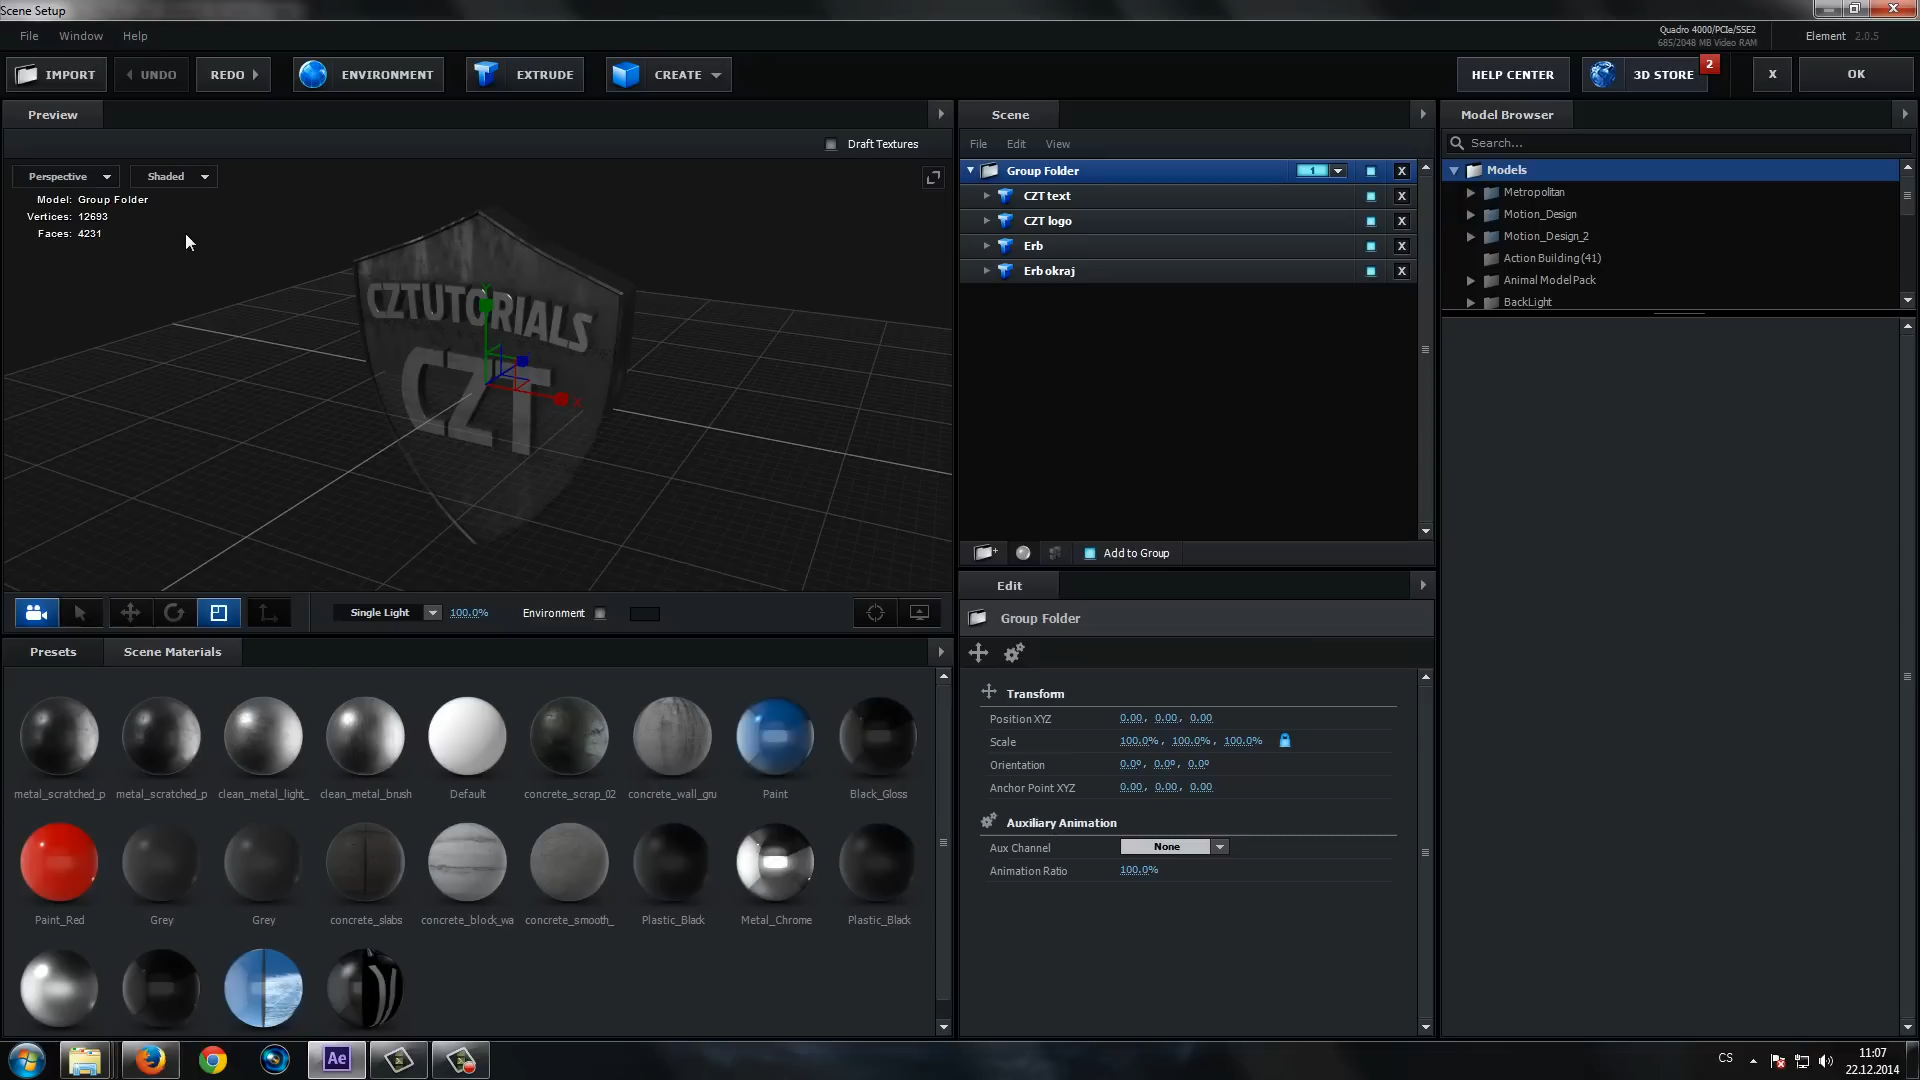 Scene Setup
File Window Help
Quadro 4000/PCIe/SSE2
685/2048 MB Video RAM
Element 2.0.5
IMPORT UNDO REDO ENVIRONMENT EXTRUDE CREATE HELP CENTER 3D STORE 2 X OK
Preview
Draft Textures
Perspective Shaded
Model: Group Folder
Vertices: 12693
Faces: 4231
CZTUTORIALS
CZT
X
Single Light 100.0% Environment
Presets Scene Materials
metal_scratched_p metal_scratched_p clean_metal_light_ clean_metal_brush Default concrete_scrap_02 concrete_wall_gru Paint Black_Gloss
Paint_Red Grey Grey concrete_slabs concrete_block_wa concrete_smooth_ Plastic_Black Metal_Chrome Plastic_Black
Scene
File Edit View
Group Folder 1 X
CZT text X
CZT logo X
Erb X
Erb okraj X
Add to Group
Edit
Group Folder
Transform
Position XYZ 0.00, 0.00, 0.00
Scale 100.0%, 100.0%, 100.0%
Orientation 0.0º, 0.0º, 0.0º
Anchor Point XYZ 0.00, 0.00, 0.00
Auxiliary Animation
Aux Channel None
Animation Ratio 100.0%
Model Browser
Search...
Models
Metropolitan
Motion_Design
Motion_Design_2
Action Building (41)
Animal Model Pack
BackLight
Ae
CS
11:07
22.12.2014